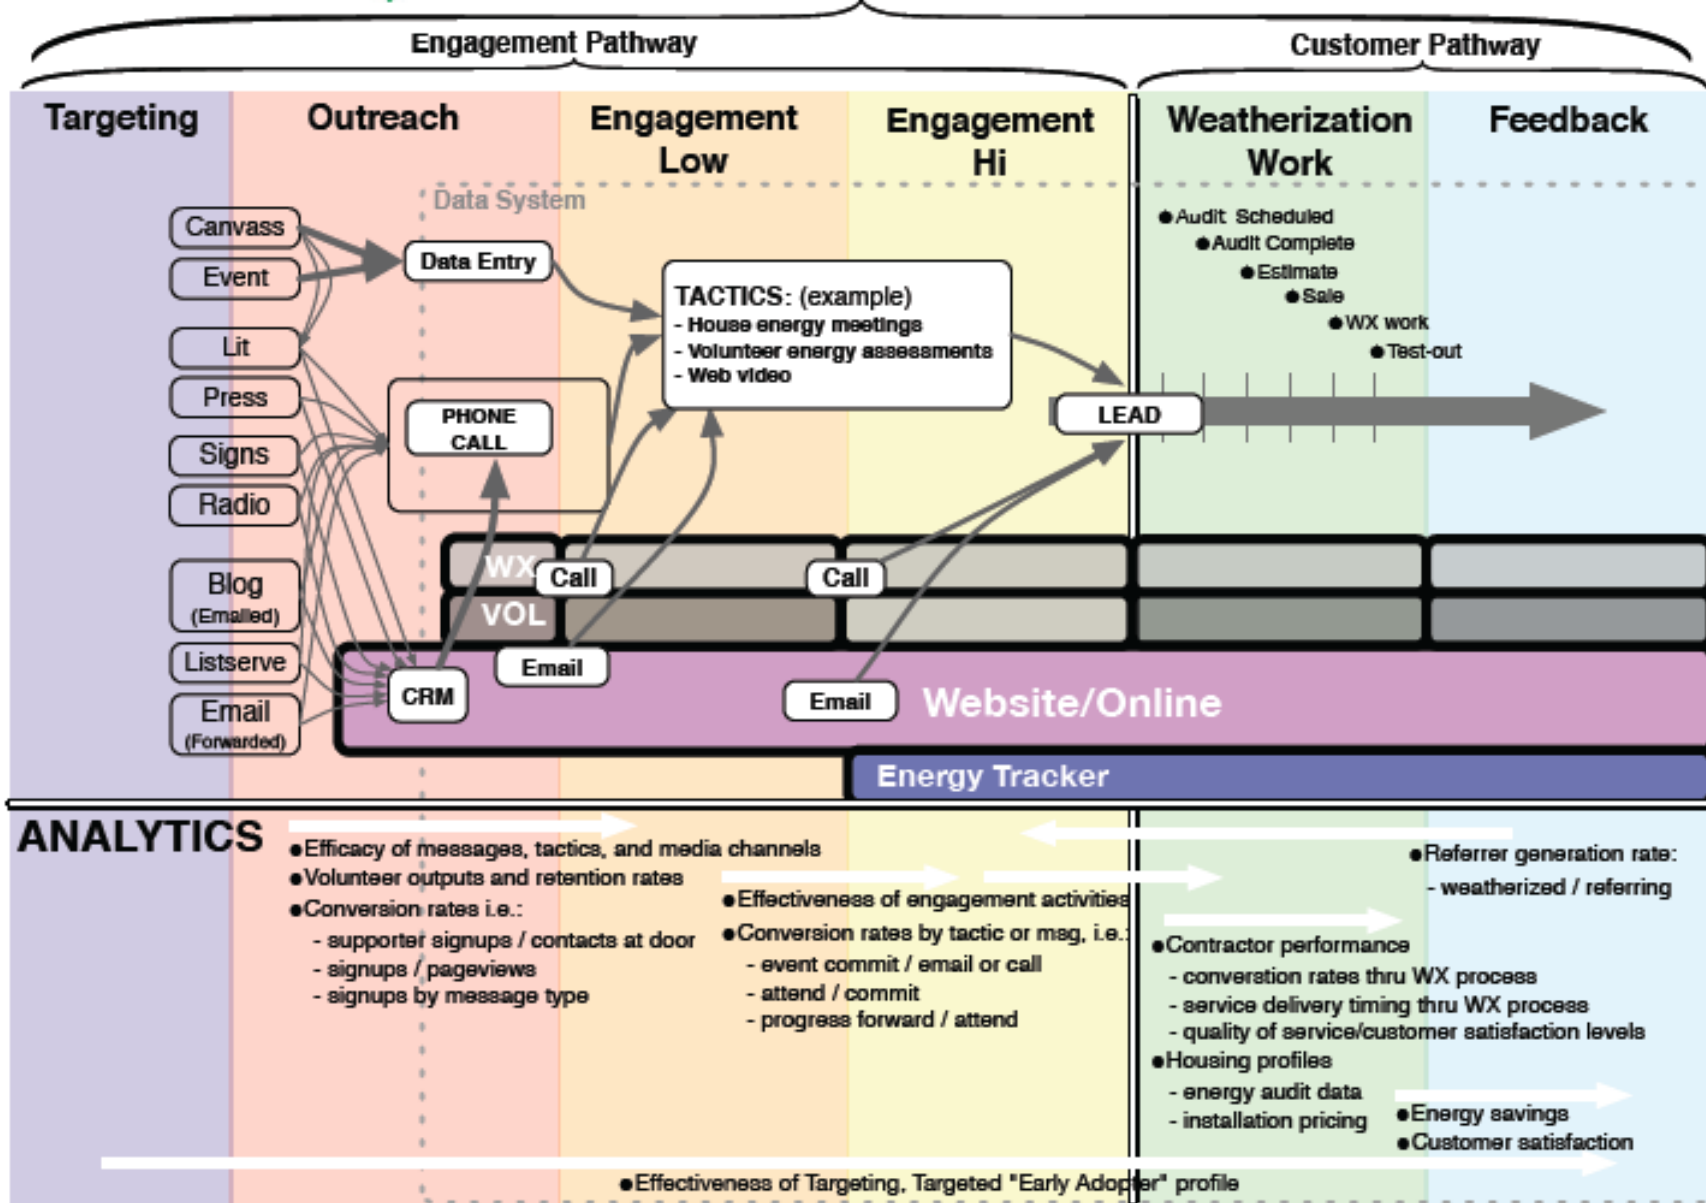 Engagement Pathway
Customer Pathway
Targeting
Outreach
Engagement
Low
Engagement
Hi
Weatherization
Work
Feedback
Data System
Canvass
Event
Lit
Press
Signs
Radio
Blog
(Emailed)
Listserve
Email
(Forwarded)
Data Entry
PHONE
CALL
TACTICS: (example)
- House energy meetings
- Volunteer energy assessments
- Web video
LEAD
●Audit Scheduled
●Audit Complete
●Estimate
●Sale
●WX work
●Test-out
WX
VOL
Call
Call
Email
Email
CRM
Website/Online
Energy Tracker
ANALYTICS
●Efficacy of messages, tactics, and media channels
●Volunteer outputs and retention rates
●Conversion rates i.e.:
- supporter signups / contacts at door
- signups / pageviews
- signups by message type
●Effectiveness of engagement activities
●Conversion rates by tactic or msg, i.e.:
- event commit / email or call
- attend / commit
- progress forward / attend
●Referrer generation rate:
- weatherized / referring
●Contractor performance
- converstion rates thru WX process
- service delivery timing thru WX process
- quality of service/customer satisfaction levels
●Housing profiles
- energy audit data
- installation pricing
●Energy savings
●Customer satisfaction
●Effectiveness of Targeting, Targeted "Early Adopter" profile